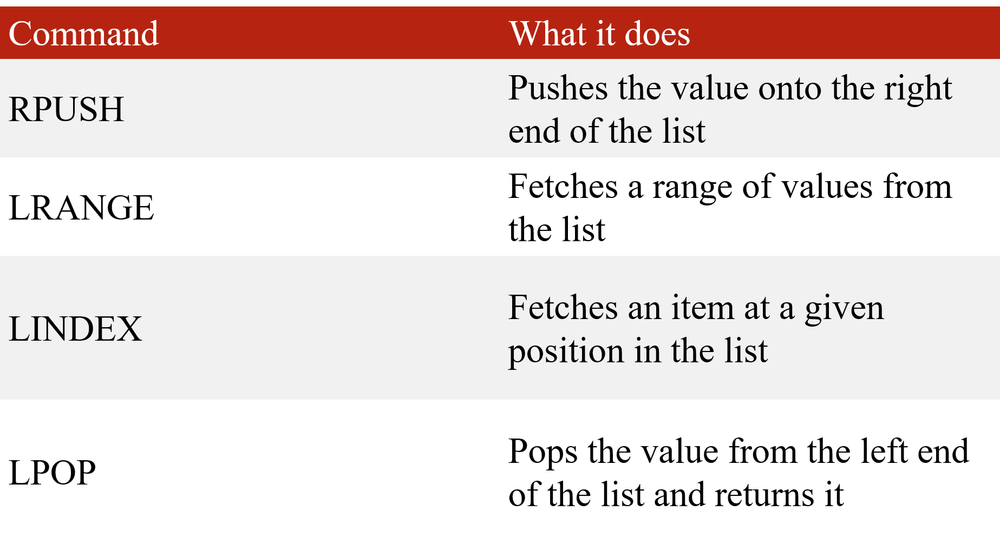 Command What it does
RPUSH
Pushes the value onto the right
end of the list
LRANGE
Fetches a range of values from
the list
LINDEX
Fetches an item at a given
position in the list
LPOP
Pops the value from the left end
of the list and returns it